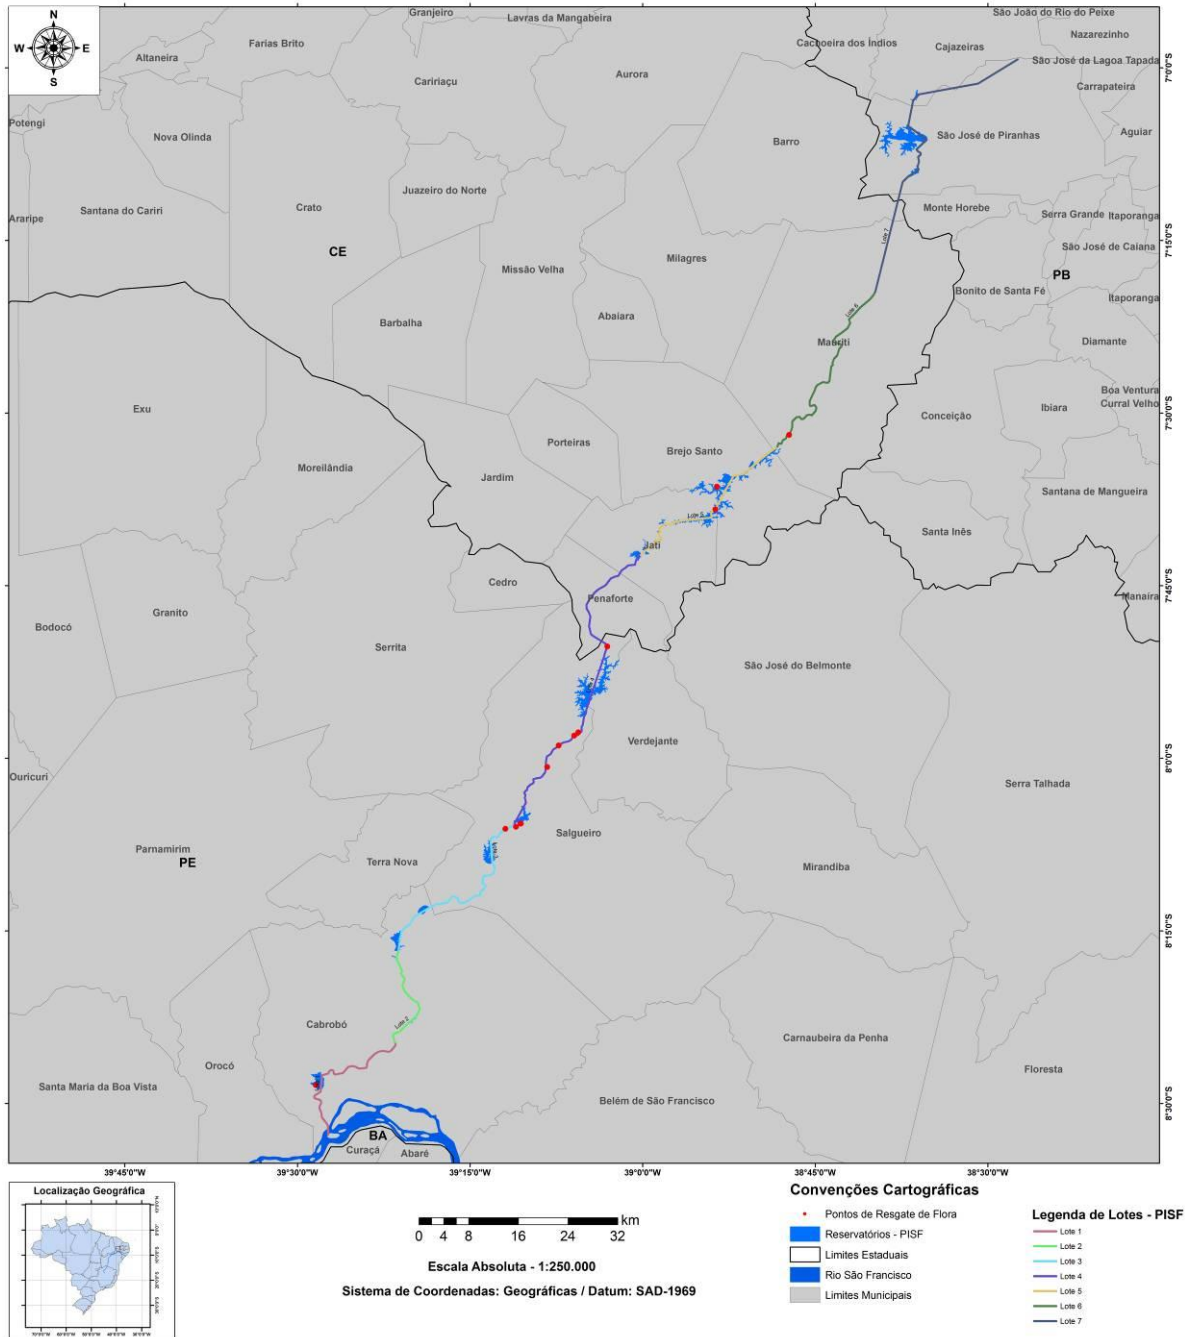 N
W E
S
Granjeiro
Lavras da Mangabeira
São João do Rio do Peixe
Nazarezinho
Farias Brito
Cachoeira dos Índios
Cajazeiras
Altaneira
São José da Lagoa Tapada
7°0'0"S
Caririaçu
Aurora
Carrapateira
Potengi
Nova Olinda
Barro
São José de Piranhas
Aguiar
Juazeiro do Norte
Araripe
Santana do Cariri
Crato
Monte Horebe
Serra Grande
Itaporanga
CE
Lote 7
7°15'0"S
São José de Caiana
Missão Velha
Milagres
PB
Bonito de Santa Fé
Itaporanga
Barbalha
Abaiara
Lote 6
Mauriti
Diamante
Exu
Boa Ventura
Curral Velho
Ibiara
Conceição
7°30'0"S
Porteiras
Brejo Santo
Moreilândia
Jardim
Santana de Mangueira
Lote 5
Santa Inês
Jati
Cedro
7°45'0"S
Penaforte
Manaíra
Granito
Bodocó
Serrita
São José do Belmonte
Verdejante
8°0'0"S
Ouricuri
Serra Talhada
Salgueiro
Parnamirim
PE
Terra Nova
Mirandiba
8°15'0"S
Cabrobó
Lote 2
Carnaubeira da Penha
Orocó
Floresta
Santa Maria da Boa Vista
Belém de São Francisco
8°30'0"S
BA
Curaçá
Abaré
39°45'0"W
39°30'0"W
39°15'0"W
39°0'0"W
38°45'0"W
38°30'0"W
Localização Geográfica
0 4 8 16 24 32 km
Escala Absoluta - 1:250.000
Sistema de Coordenadas: Geográficas / Datum: SAD-1969
Convenções Cartográficas
Pontos de Resgate de Flora
Reservatórios - PISF
Limites Estaduais
Rio São Francisco
Limites Municipais
Legenda de Lotes - PISF
Lote 1
Lote 2
Lote 3
Lote 4
Lote 5
Lote 6
Lote 7